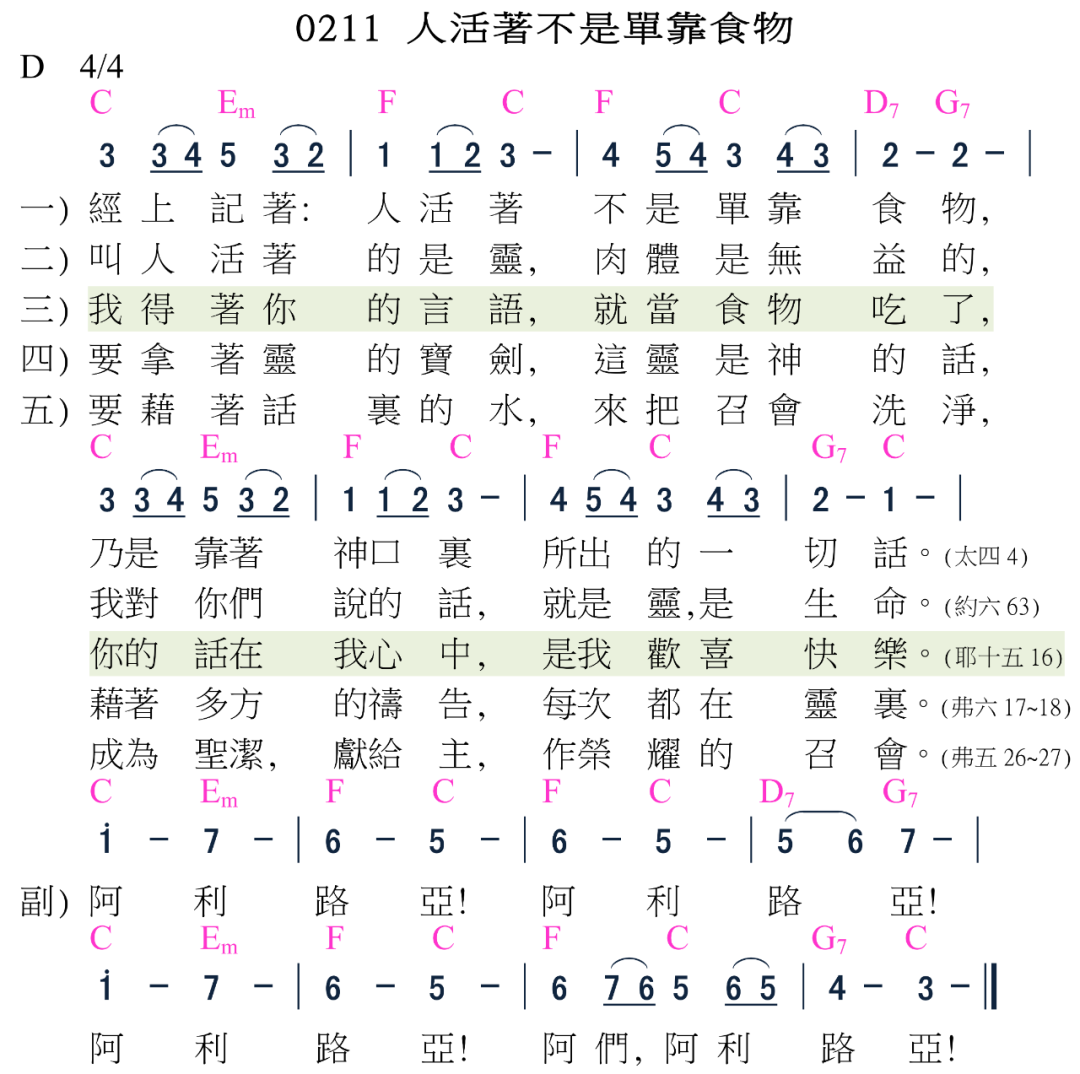 0211 人活著不是單靠食物
D 4/4
C Em F C F C D7 G7
3 3 4 5 3 2 | 1 1 2 3 - | 4 5 4 3 4 3 | 2 - 2 - |
一) 經上記著: 人活著 不是單靠食物,
二) 叫人活著的是靈, 肉體是無益的,
三) 我得著你的言語, 就當食物吃了,
四) 要拿著靈的寶劍, 這靈是神的話,
五) 要藉著話裏的水, 來把召會洗淨,
C Em F C F C G7 C
3 3 4 5 3 2 | 1 1 2 3 - | 4 5 4 3 4 3 | 2 - 1 - |
乃是靠著神口裏所出的一切話。(太四 4)
我對你們說的話, 就是靈,是生命。(約六 63)
你的話在我心中, 是我歡喜快樂。(耶十五 16)
藉著多方的禱告, 每次都在靈裏。(弗六 17~18)
成為聖潔, 獻給主, 作榮耀的召會。(弗五 26~27)
C Em F C F C D7 G7
1̇ - 7 - | 6 - 5 - | 6 - 5 - | 5 6 7 - |
副) 阿利路亞! 阿利路亞!
C Em F C F C G7 C
1̇ - 7 - | 6 - 5 - | 6 7 6 5 6 5 | 4 - 3 - ‖
阿利路亞! 阿們, 阿利路亞!